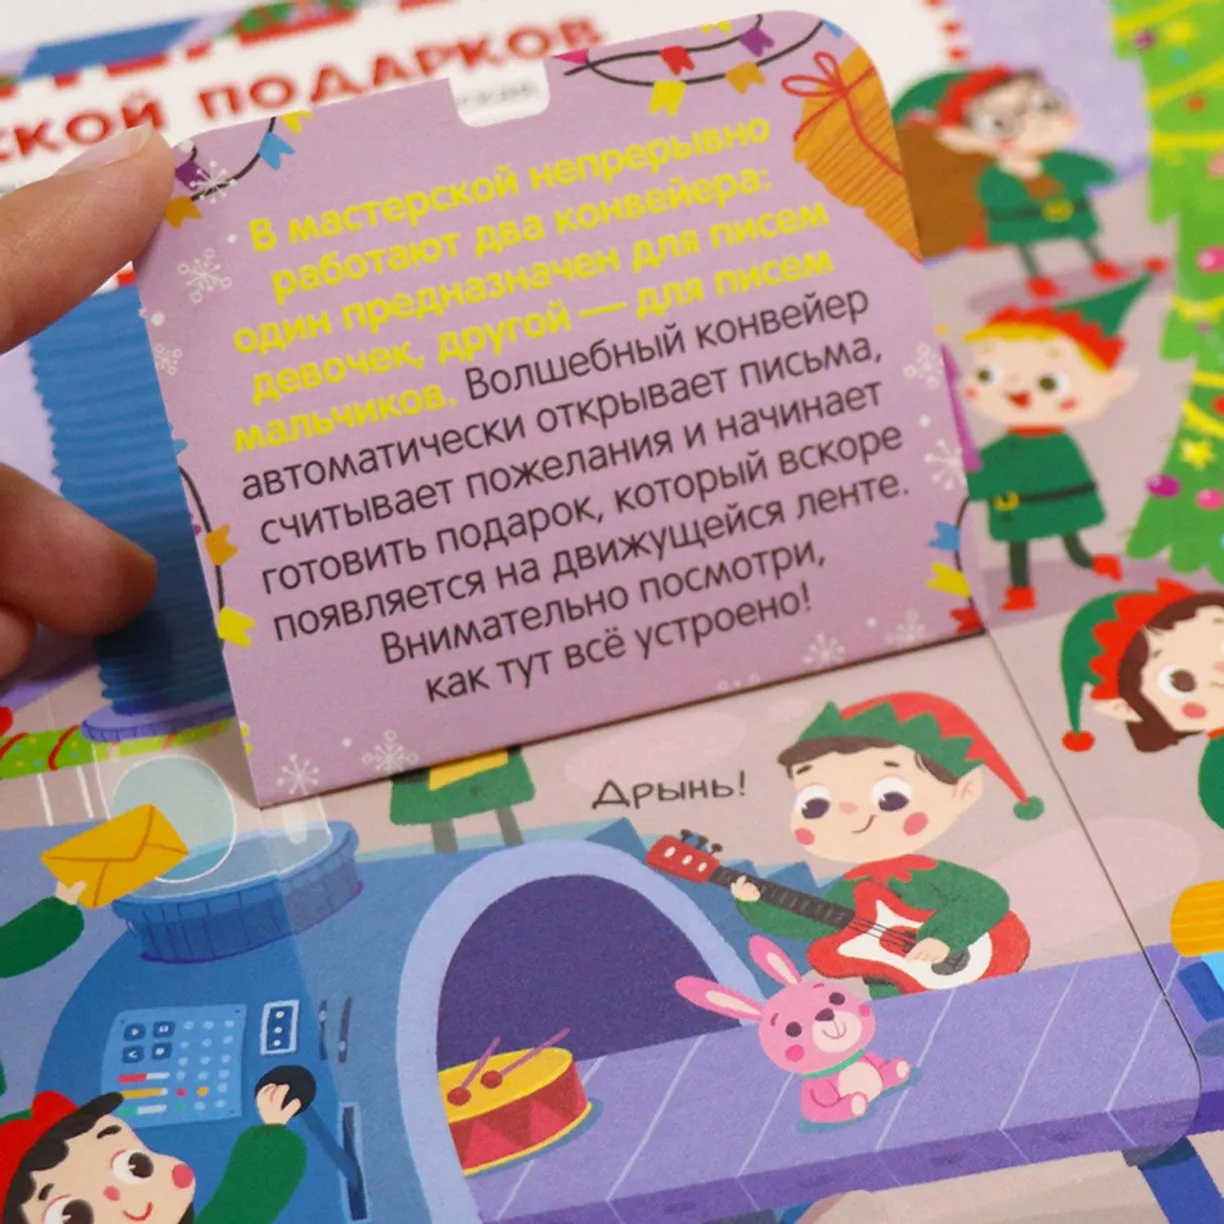 ской подарков
ская,
В мастерской непрерывно
работают два конвейера:
один предназначен для писем
девочек, другой — для писем
мальчиков. Волшебный конвейер
автоматически открывает письма,
считывает пожелания и начинает
готовить подарок, который вскоре
появляется на движущейся ленте.
Внимательно посмотри,
как тут всё устроено!
Дрынь!